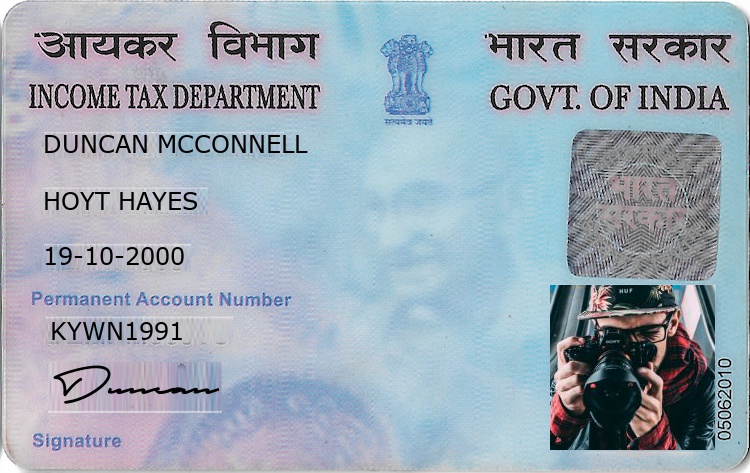 आयकर विभाग
भारत सरकार
INCOME TAX DEPARTMENT
GOVT. OF INDIA
सत्यमेव जयते
DUNCAN MCCONNELL
HOYT HAYES
19-10-2000
भारत
सरकार
Permanent Account Number
KYWN1991
Duncan
Signature
HUF
SONY
05062010